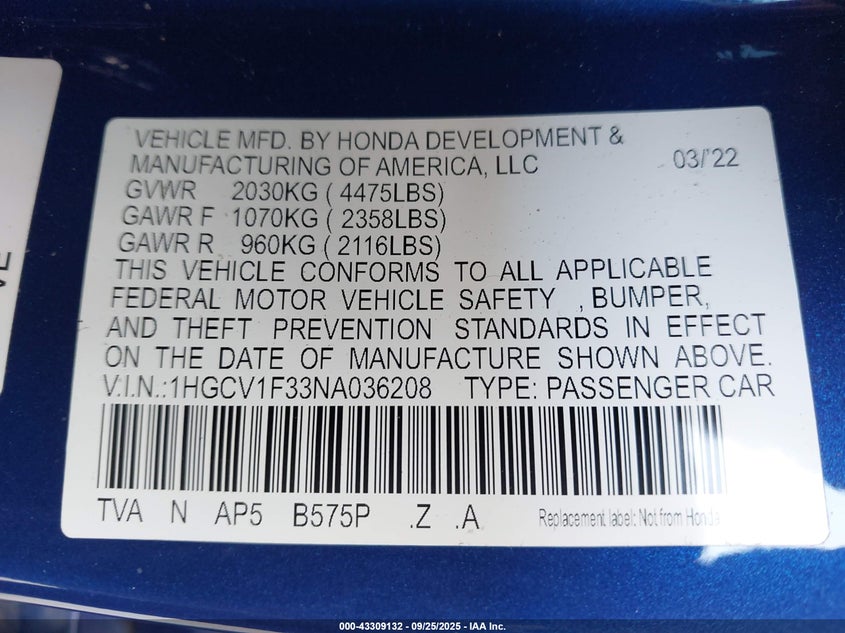 VEHICLE MFD. BY HONDA DEVELOPMENT &
MANUFACTURING OF AMERICA, LLC 03/'22
GVWR 2030KG ( 4475LBS)
GAWR F 1070KG ( 2358LBS)
GAWR R 960KG ( 2116LBS)
THIS VEHICLE CONFORMS TO ALL APPLICABLE
FEDERAL MOTOR VEHICLE SAFETY , BUMPER,
AND THEFT PREVENTION STANDARDS IN EFFECT
ON THE DATE OF MANUFACTURE SHOWN ABOVE.
V.I.N.:1HGCV1F33NA036208 TYPE: PASSENGER CAR
TVA N AP5 B575P .Z .A Replacement label: Not from Honda
000-43309132 - 09/25/2025 - IAA Inc.